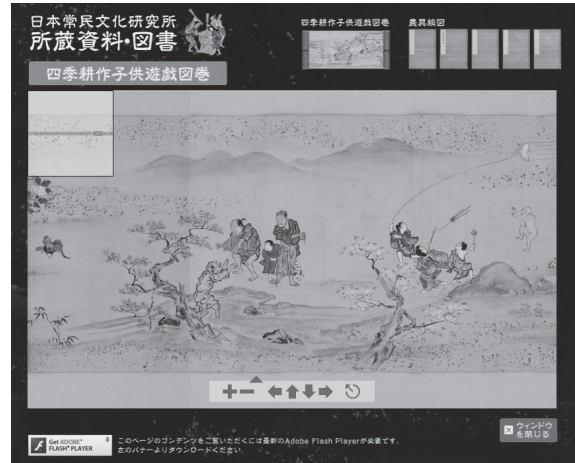 日本常民文化研究所
所蔵資料・図書
四季耕作子供遊戯図巻
農具絵図
四季耕作子供遊戯図巻
Get ADOBE®
FLASH® PLAYER
このページのコンテンツをご覧いただくには最新のAdobe Flash Playerが必要です。
左のバナーよりダウンロードください。
ウィンドウ
を閉じる